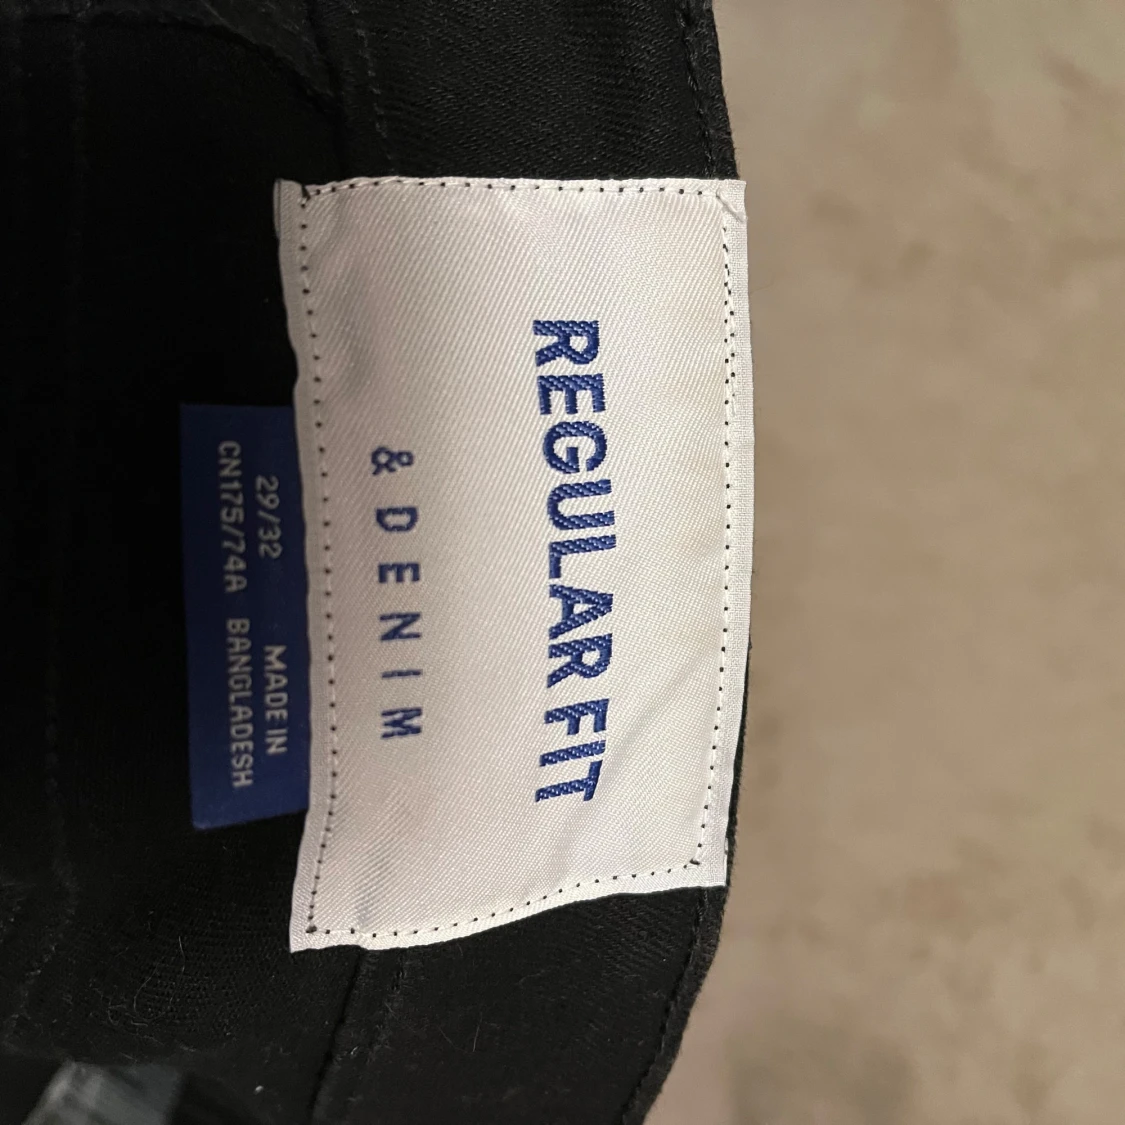 REGULAR FIT
& DENIM
29/32 MADE IN
CN175/74A BANGLADESH